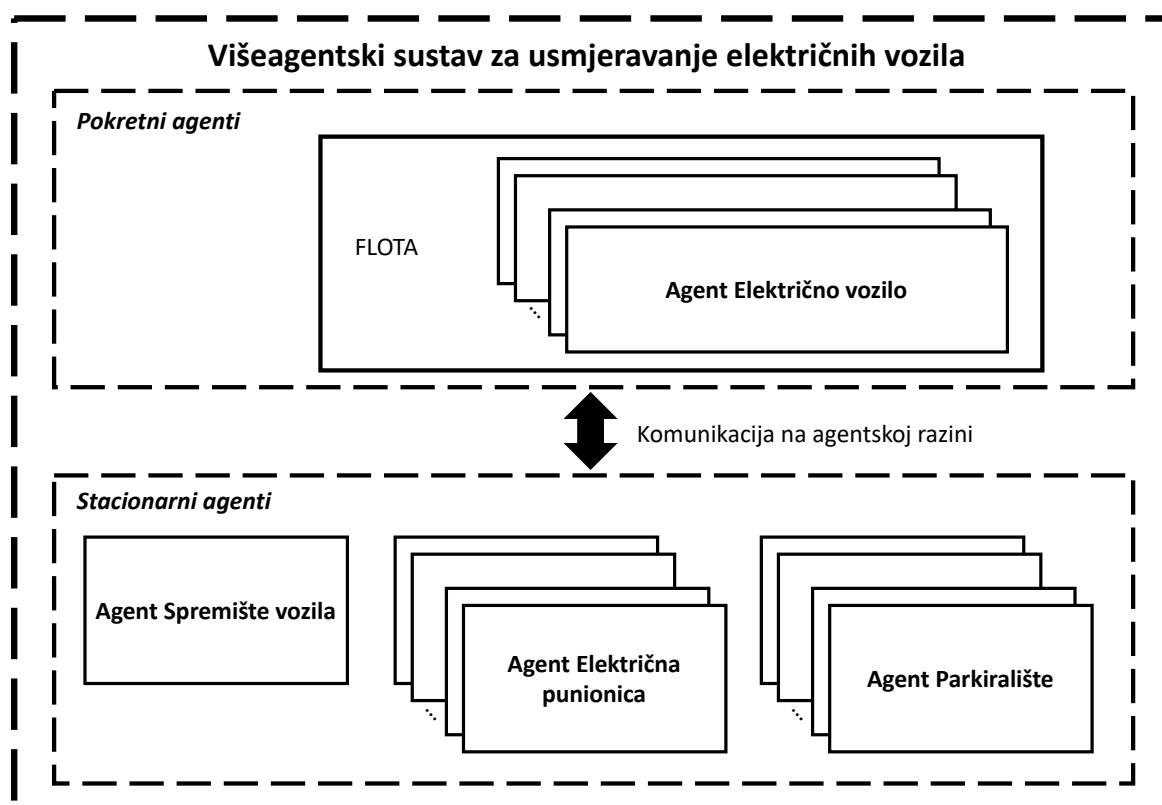 Višeagentski sustav za usmjeravanje električnih vozila
Pokretni agenti
FLOTA
Agent Električno vozilo
...
Komunikacija na agentskoj razini
Stacionarni agenti
Agent Spremište vozila
Agent Električna
punionica
...
Agent Parkiralište
...